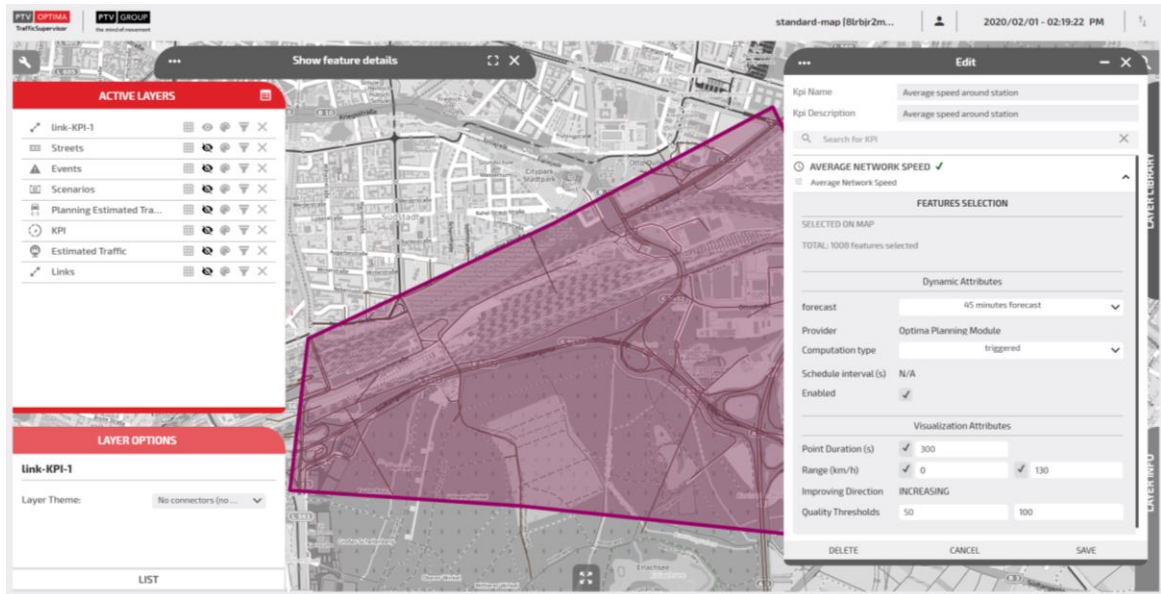 PTV OPTIMA
TrafficSupervisor
PTV GROUP
the mind of movement
standard-map [8lrbjr2m...
2020/02/01 - 02:19:22 PM
Show feature details
ACTIVE LAYERS
link-KPI-1
Streets
Events
Scenarios
Planning Estimated Tra...
KPI
Estimated Traffic
Links
LAYER OPTIONS
link-KPI-1
Layer Theme:
No connectors (no ...
LIST
Kriegsstraße
Citypark
Stadtpark
Südstadt
Erlachsee
Edit
Kpi Name
Average speed around station
Kpi Description
Average speed around station
Search for KPI
AVERAGE NETWORK SPEED
Average Network Speed
FEATURES SELECTION
SELECTED ON MAP
TOTAL: 1008 features selected
Dynamic Attributes
forecast
45 minutes forecast
Provider
Optima Planning Module
Computation type
triggered
Schedule interval (s)
N/A
Enabled
Visualization Attributes
Point Duration (s)
300
Range (km/h)
0
130
Improving Direction
INCREASING
Quality Thresholds
50
100
DELETE
CANCEL
SAVE
LAYER LIBRARY
LAYER INFO